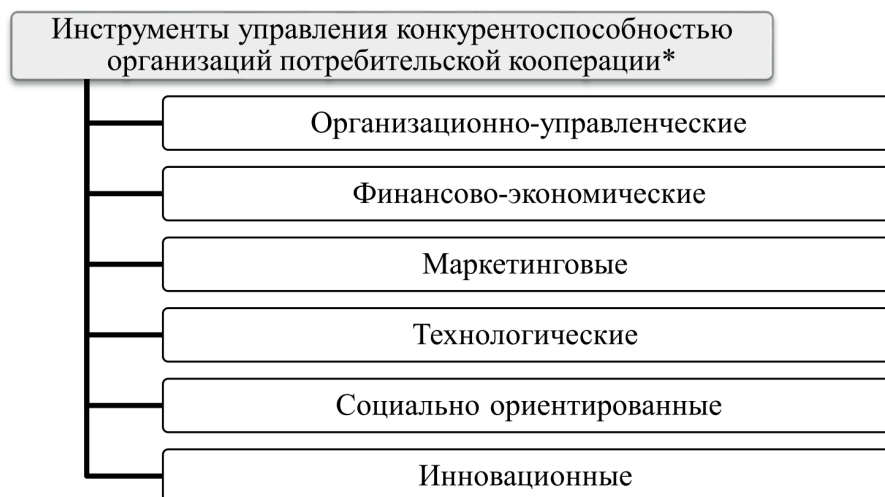 Инструменты управления конкурентоспособностью
организаций потребительской кооперации*
Организационно-управленческие
Финансово-экономические
Маркетинговые
Технологические
Социально ориентированные
Инновационные